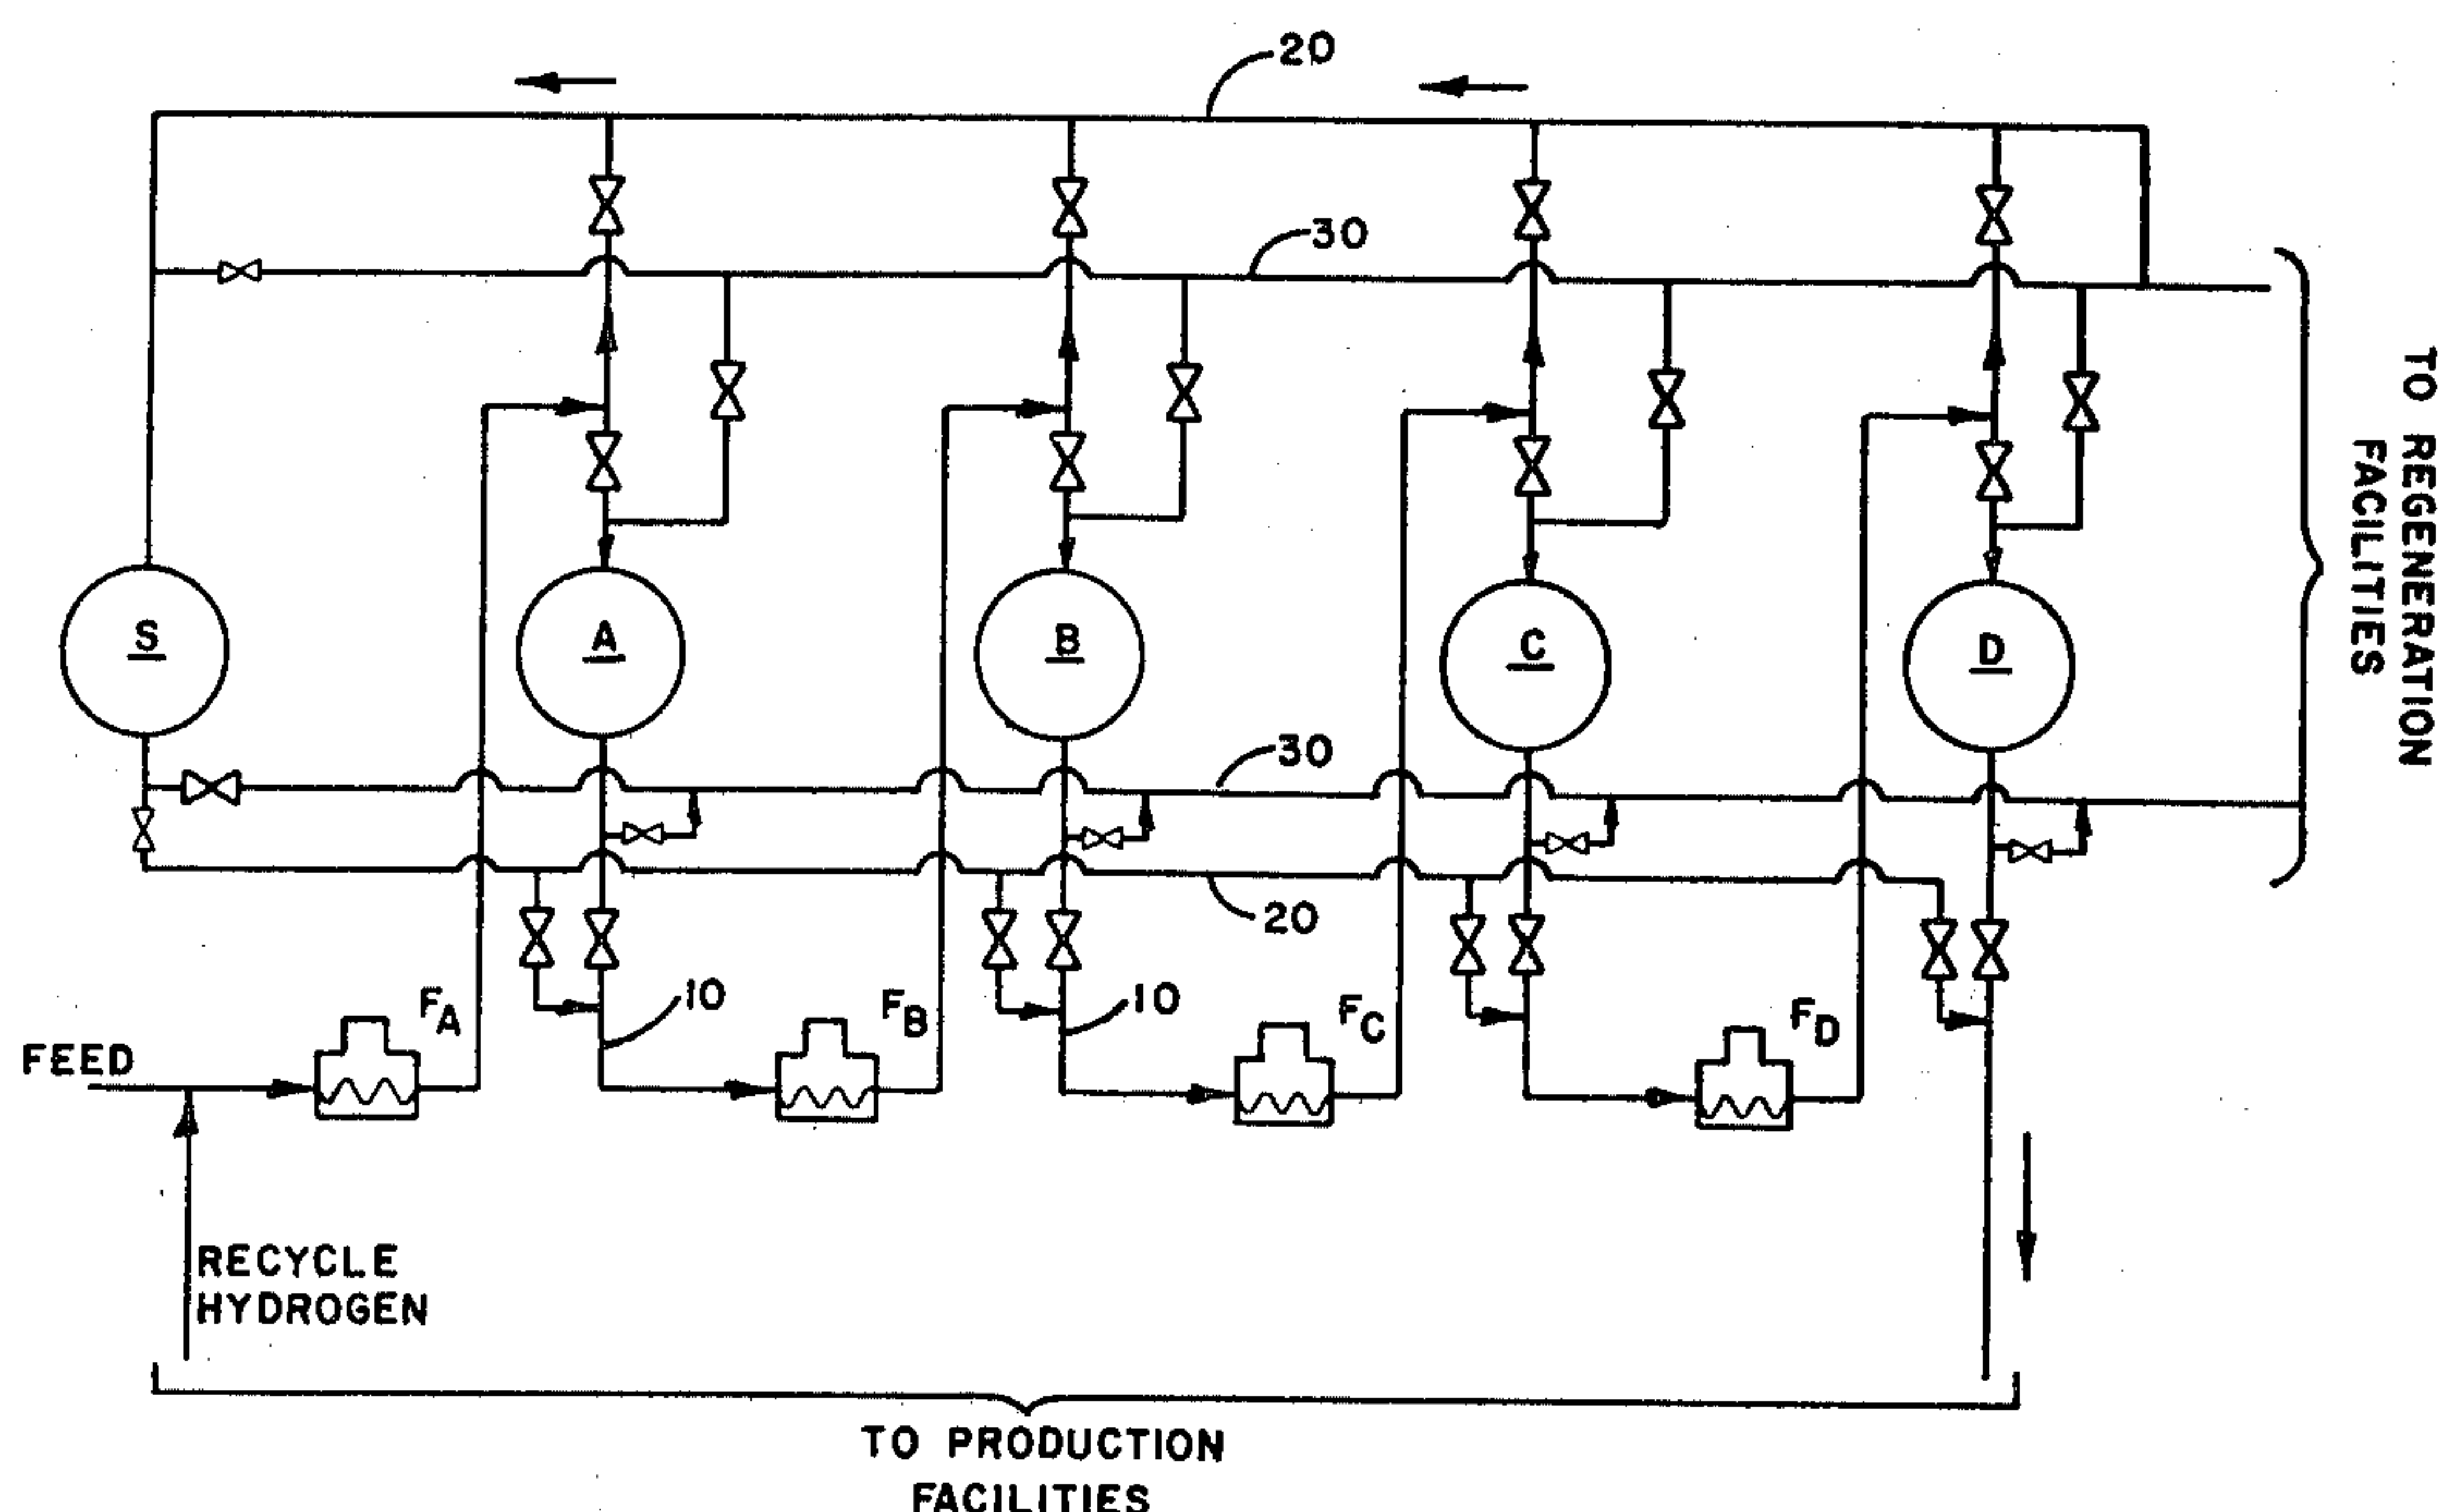 20
30
TO REGENERATION
FACILITIES
S
A
B
C
D
30
20
10
10
FA
FB
FC
FD
FEED
RECYCLE
HYDROGEN
TO PRODUCTION
FACILITIES